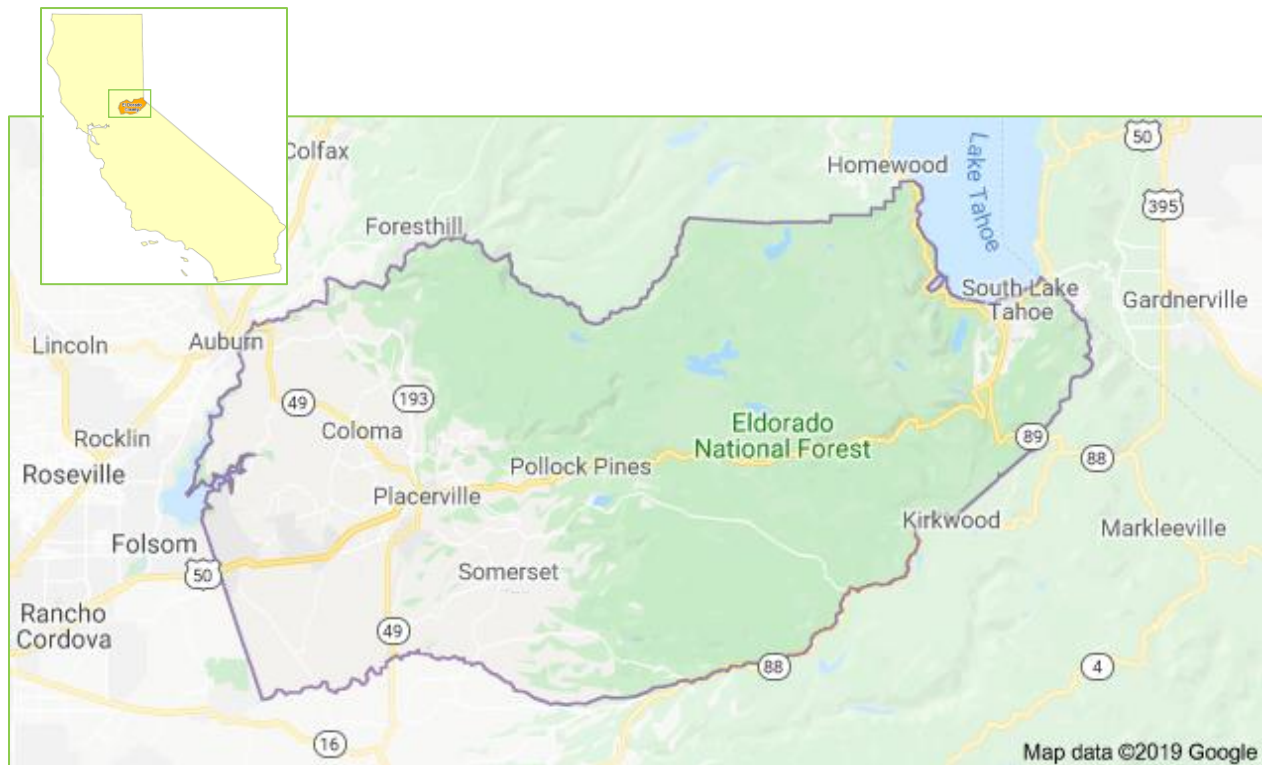 Colfax
Homewood
Lake Tahoe
50
395
Foresthill
South Lake
Tahoe
Gardnerville
Auburn
Lincoln
49
193
Coloma
Rocklin
Roseville
Eldorado
National Forest
89
88
Pollock Pines
Placerville
Kirkwood
Markleeville
Folsom
50
Somerset
Rancho
Cordova
49
88
4
16
Map data ©2019 Google